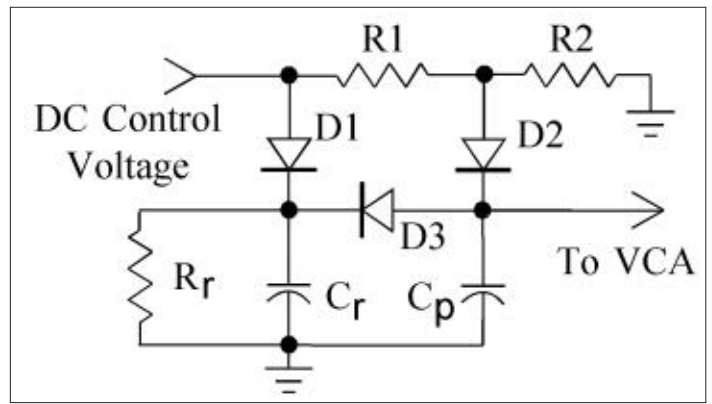 R1
R2
DC Control
Voltage
D1
D2
D3
To VCA
Rr
Cr
Cp